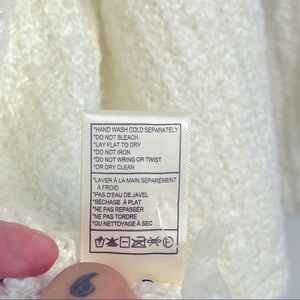 *HAND WASH COLD SEPARATELY
*DO NOT BLEACH
*LAY FLAT TO DRY
*DO NOT IRON
*DO NOT WRING OR TWIST
*OR DRY CLEAN
*LAVER À LA MAIN SÉPARÉMENT
À FROID
*PAS D'EAU DE JAVEL
*SÈCHAGE À PLAT
*NE PAS REPASSER
*NE PAS TORDRE
*OU NETTOYAGE À SEC